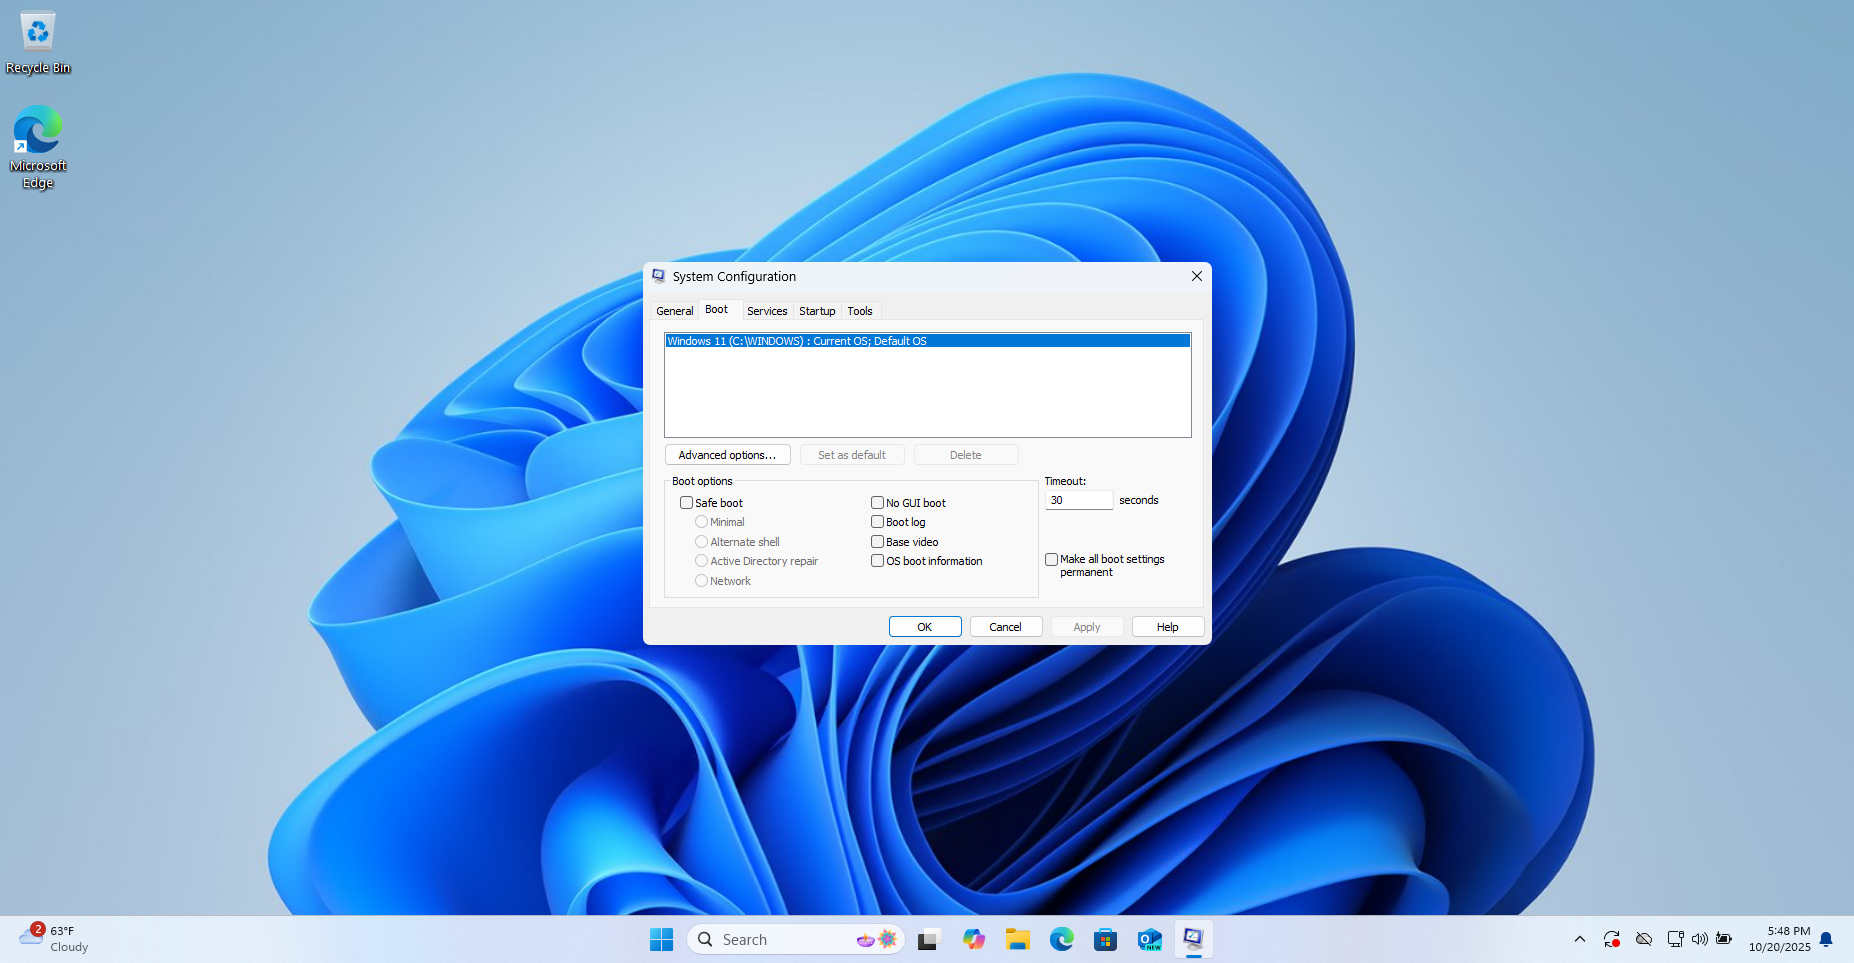 Recycle Bin
Microsoft
Edge
System Configuration
General Boot Services Startup Tools
Windows 11 (C:\WINDOWS) : Current OS; Default OS
Advanced options... Set as default Delete
Boot options
Timeout:
Safe boot No GUI boot
30 seconds
Minimal Boot log
Alternate shell Base video
Active Directory repair OS boot information
Make all boot settings
permanent
Network
OK Cancel Apply Help
2
63°F
Cloudy
Search
NEW
5:48 PM
10/20/2025